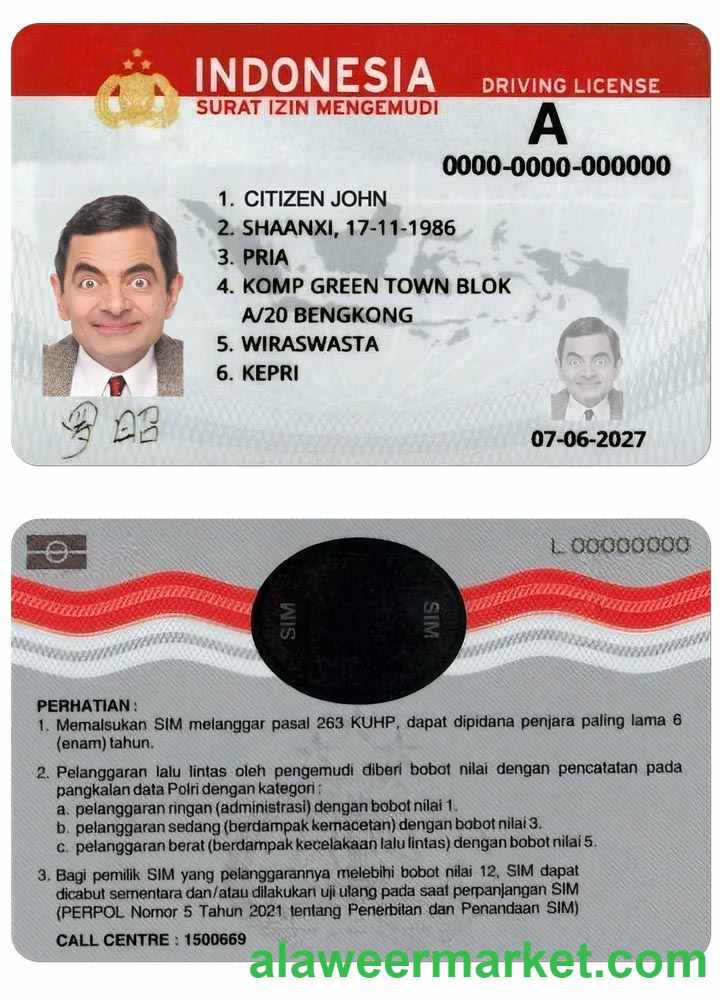 INDONESIA
SURAT IZIN MENGEMUDI
DRIVING LICENSE
A
0000-0000-000000
1. CITIZEN JOHN
2. SHAANXI, 17-11-1986
3. PRIA
4. KOMP GREEN TOWN BLOK
A/20 BENGKONG
5. WIRASWASTA
6. KEPRI
07-06-2027
L 00000000
SIM
SIM
PERHATIAN :
1. Memalsukan SIM melanggar pasal 263 KUHP, dapat dipidana penjara paling lama 6
(enam) tahun.
2. Pelanggaran lalu lintas oleh pengemudi diberi bobot nilai dengan pencatatan pada
pangkalan data Polri dengan kategori :
a. pelanggaran ringan (administrasi) dengan bobot nilai 1.
b. pelanggaran sedang (berdampak kemacetan) dengan bobot nilai 3.
c. pelanggaran berat (berdampak kecelakaan lalu lintas) dengan bobot nilai 5.
3. Bagi pemilik SIM yang pelanggarannya melebihi bobot nilai 12, SIM dapat
dicabut sementara dan/atau dilakukan uji ulang pada saat perpanjangan SIM
(PERPOL Nomor 5 Tahun 2021 tentang Penerbitan dan Penandaan SIM)
CALL CENTRE : 1500669
alaweermarket.com